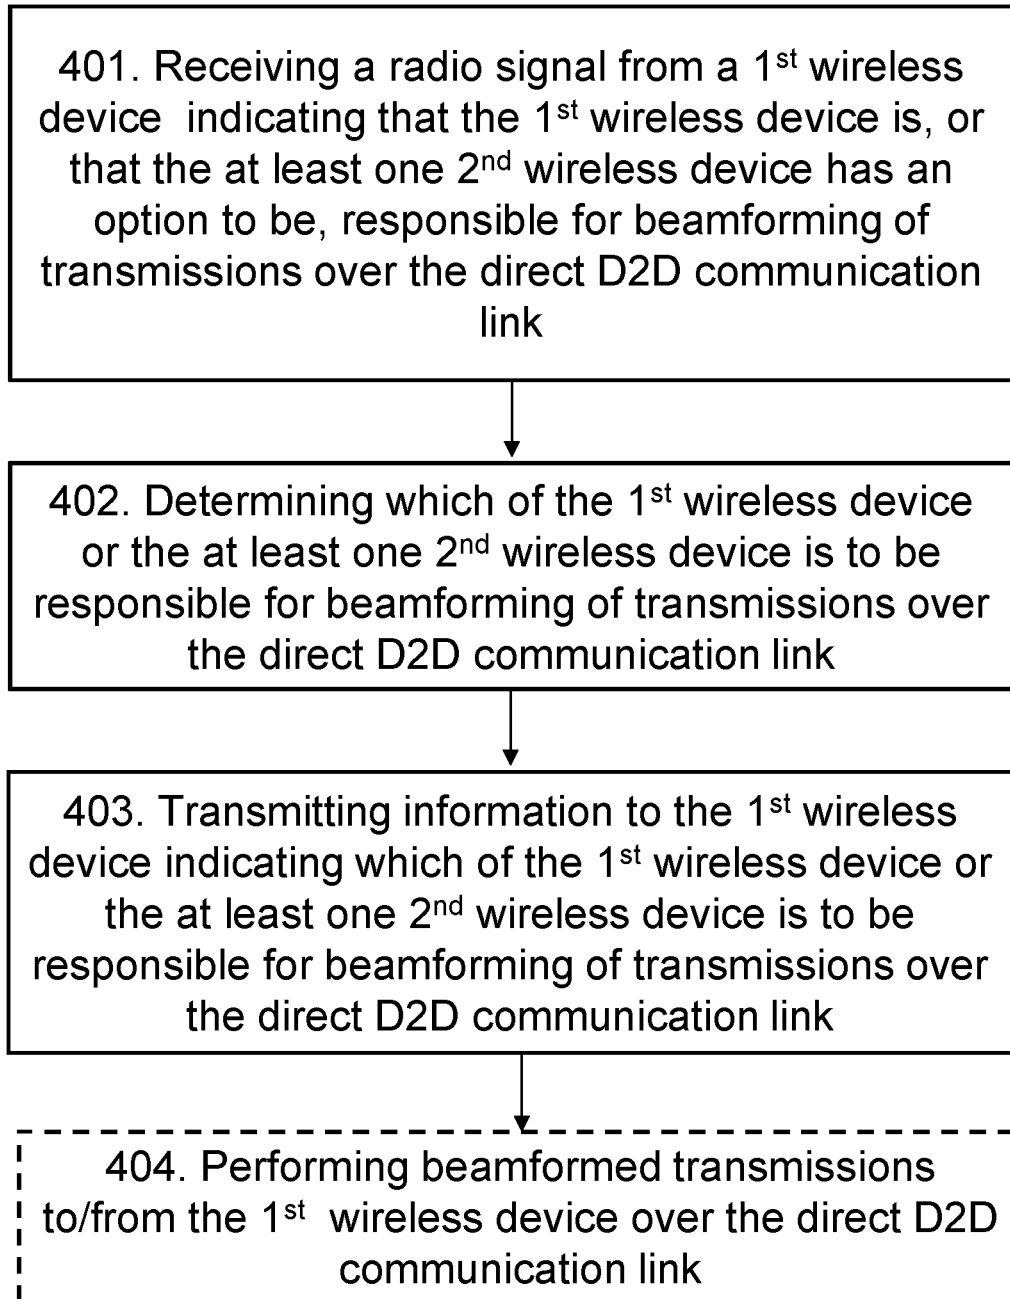 401. Receiving a radio signal from a 1st wireless
device indicating that the 1st wireless device is, or
that the at least one 2nd wireless device has an
option to be, responsible for beamforming of
transmissions over the direct D2D communication
link
402. Determining which of the 1st wireless device
or the at least one 2nd wireless device is to be
responsible for beamforming of transmissions over
the direct D2D communication link
403. Transmitting information to the 1st wireless
device indicating which of the 1st wireless device or
the at least one 2nd wireless device is to be
responsible for beamforming of transmissions over
the direct D2D communication link
404. Performing beamformed transmissions
to/from the 1st wireless device over the direct D2D
communication link